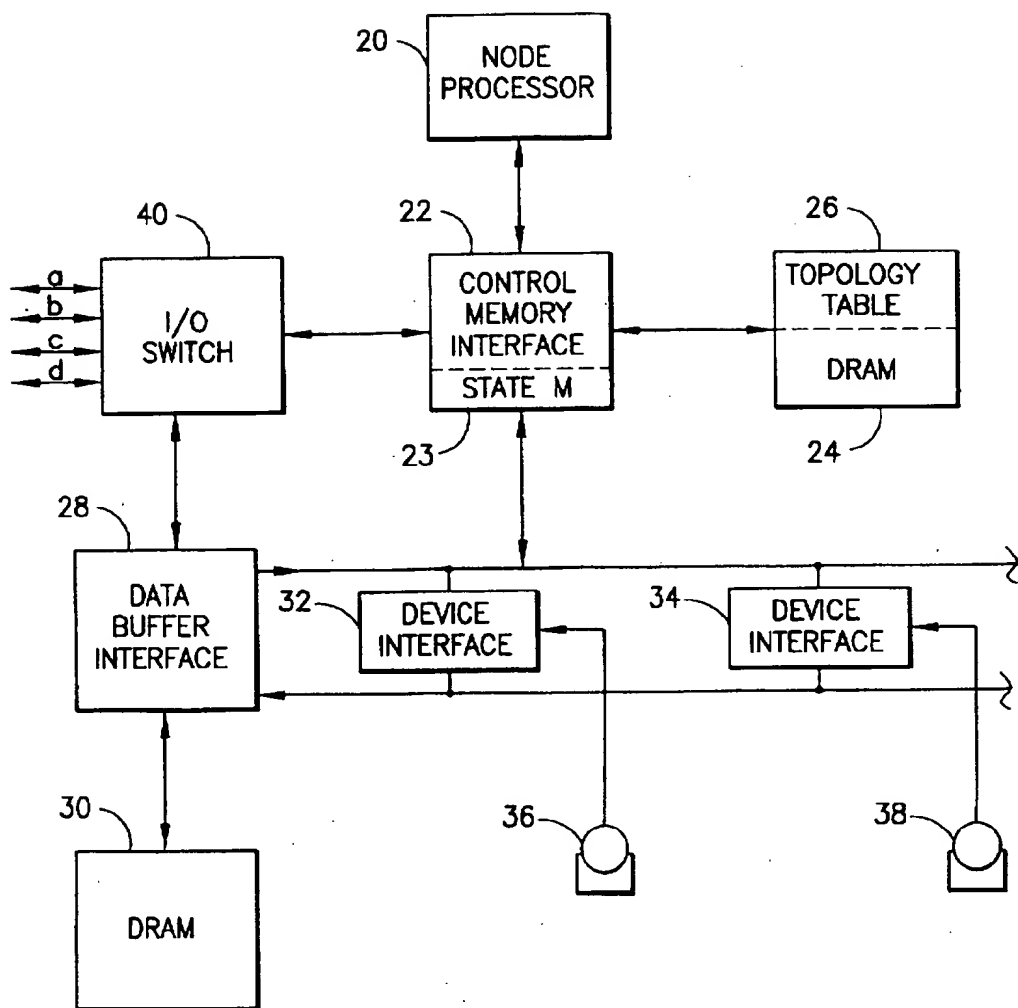 20
NODE
PROCESSOR
40
22
26
a
b
c
d
I/O
SWITCH
CONTROL
MEMORY
INTERFACE
STATE M
TOPOLOGY
TABLE
DRAM
23
24
28
DATA
BUFFER
INTERFACE
32
DEVICE
INTERFACE
34
DEVICE
INTERFACE
30
DRAM
36
38